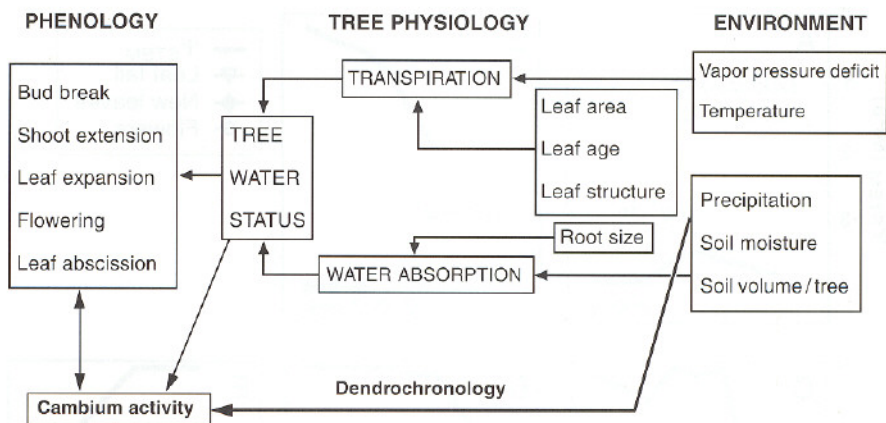 PHENOLOGY
TREE PHYSIOLOGY
ENVIRONMENT
Bud break
Shoot extension
Leaf expansion
Flowering
Leaf abscission
TREE
WATER
STATUS
TRANSPIRATION
Leaf area
Leaf age
Leaf structure
Root size
WATER ABSORPTION
Vapor pressure deficit
Temperature
Precipitation
Soil moisture
Soil volume/tree
Dendrochronology
Cambium activity